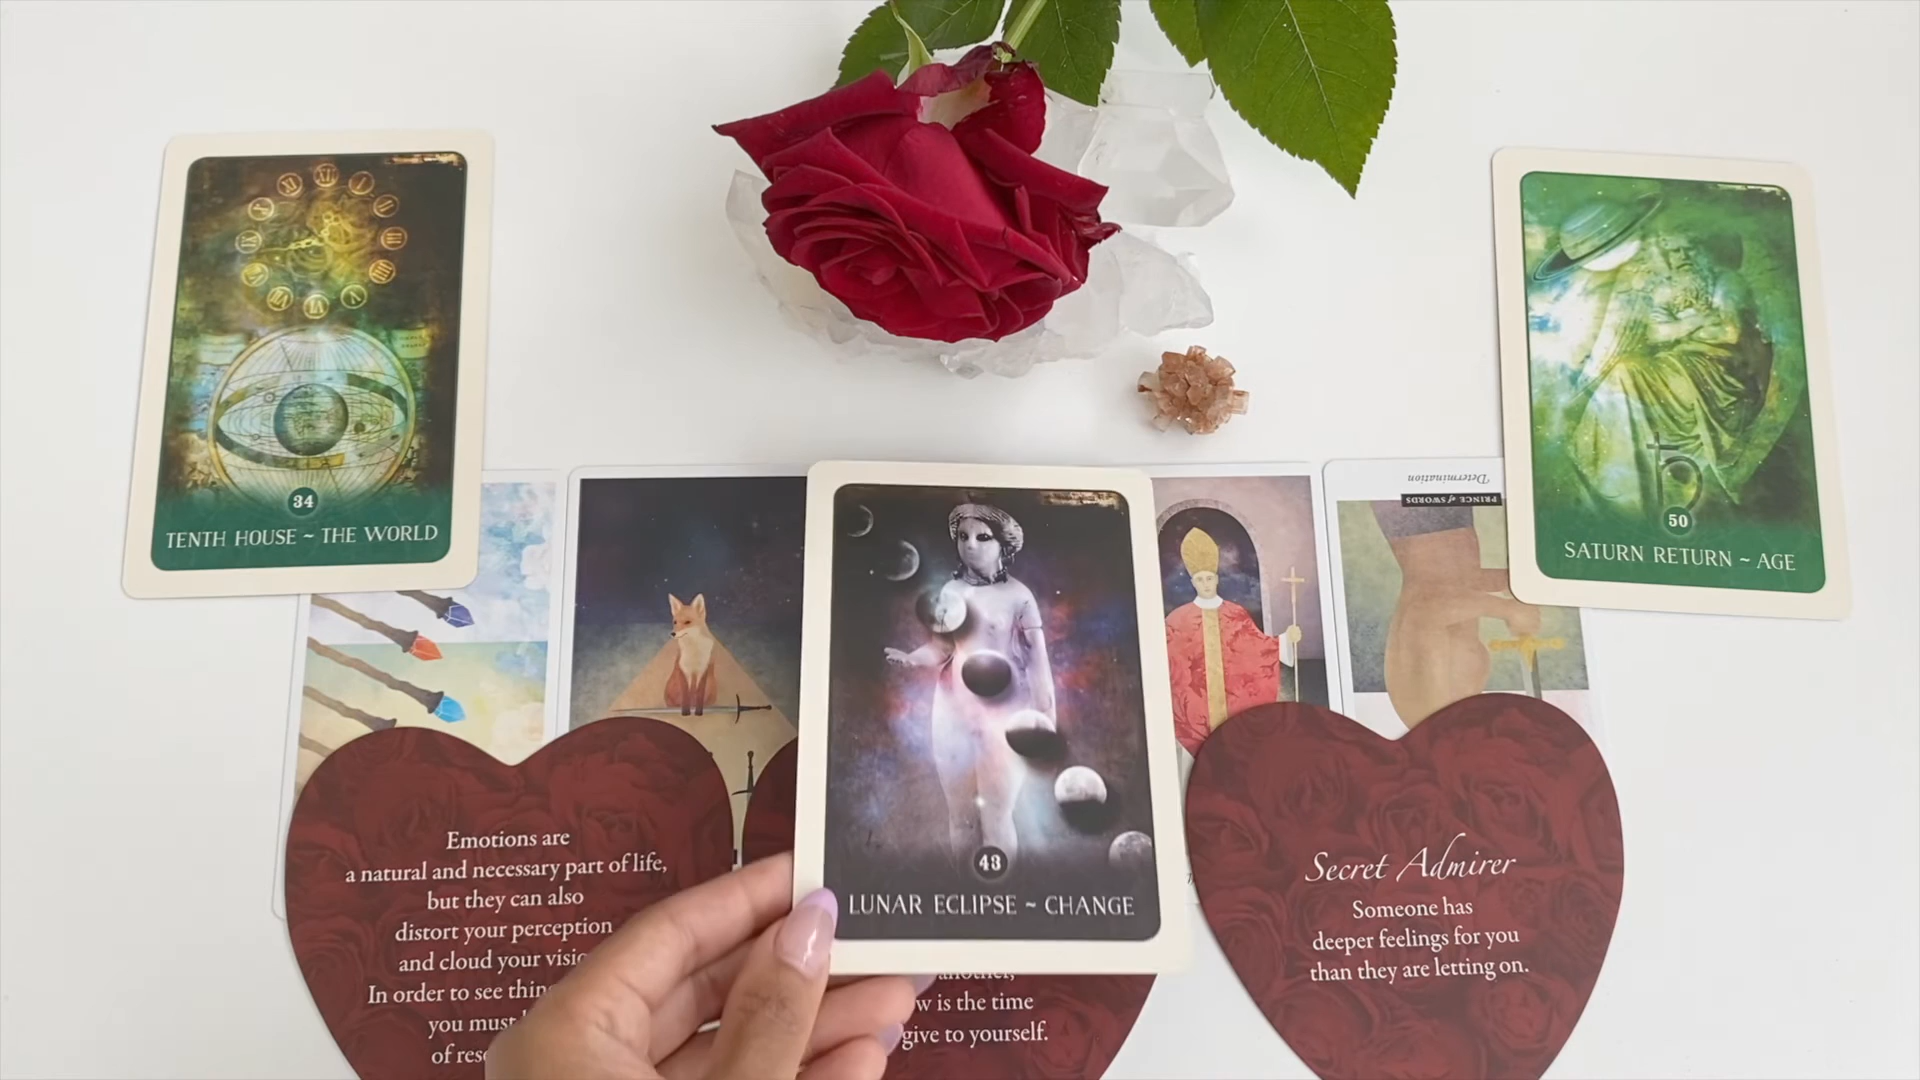 34
TENTH HOUSE ~ THE WORLD
Determination
PRINCE of SWORDS
50
SATURN RETURN ~ AGE
43
LUNAR ECLIPSE ~ CHANGE
Emotions are
a natural and necessary part of life,
but they can also
distort your perception
and cloud your
In order to see
you must
of
another,
is the time
give to yourself.
Secret Admirer
Someone has
deeper feelings for you
than they are letting on.